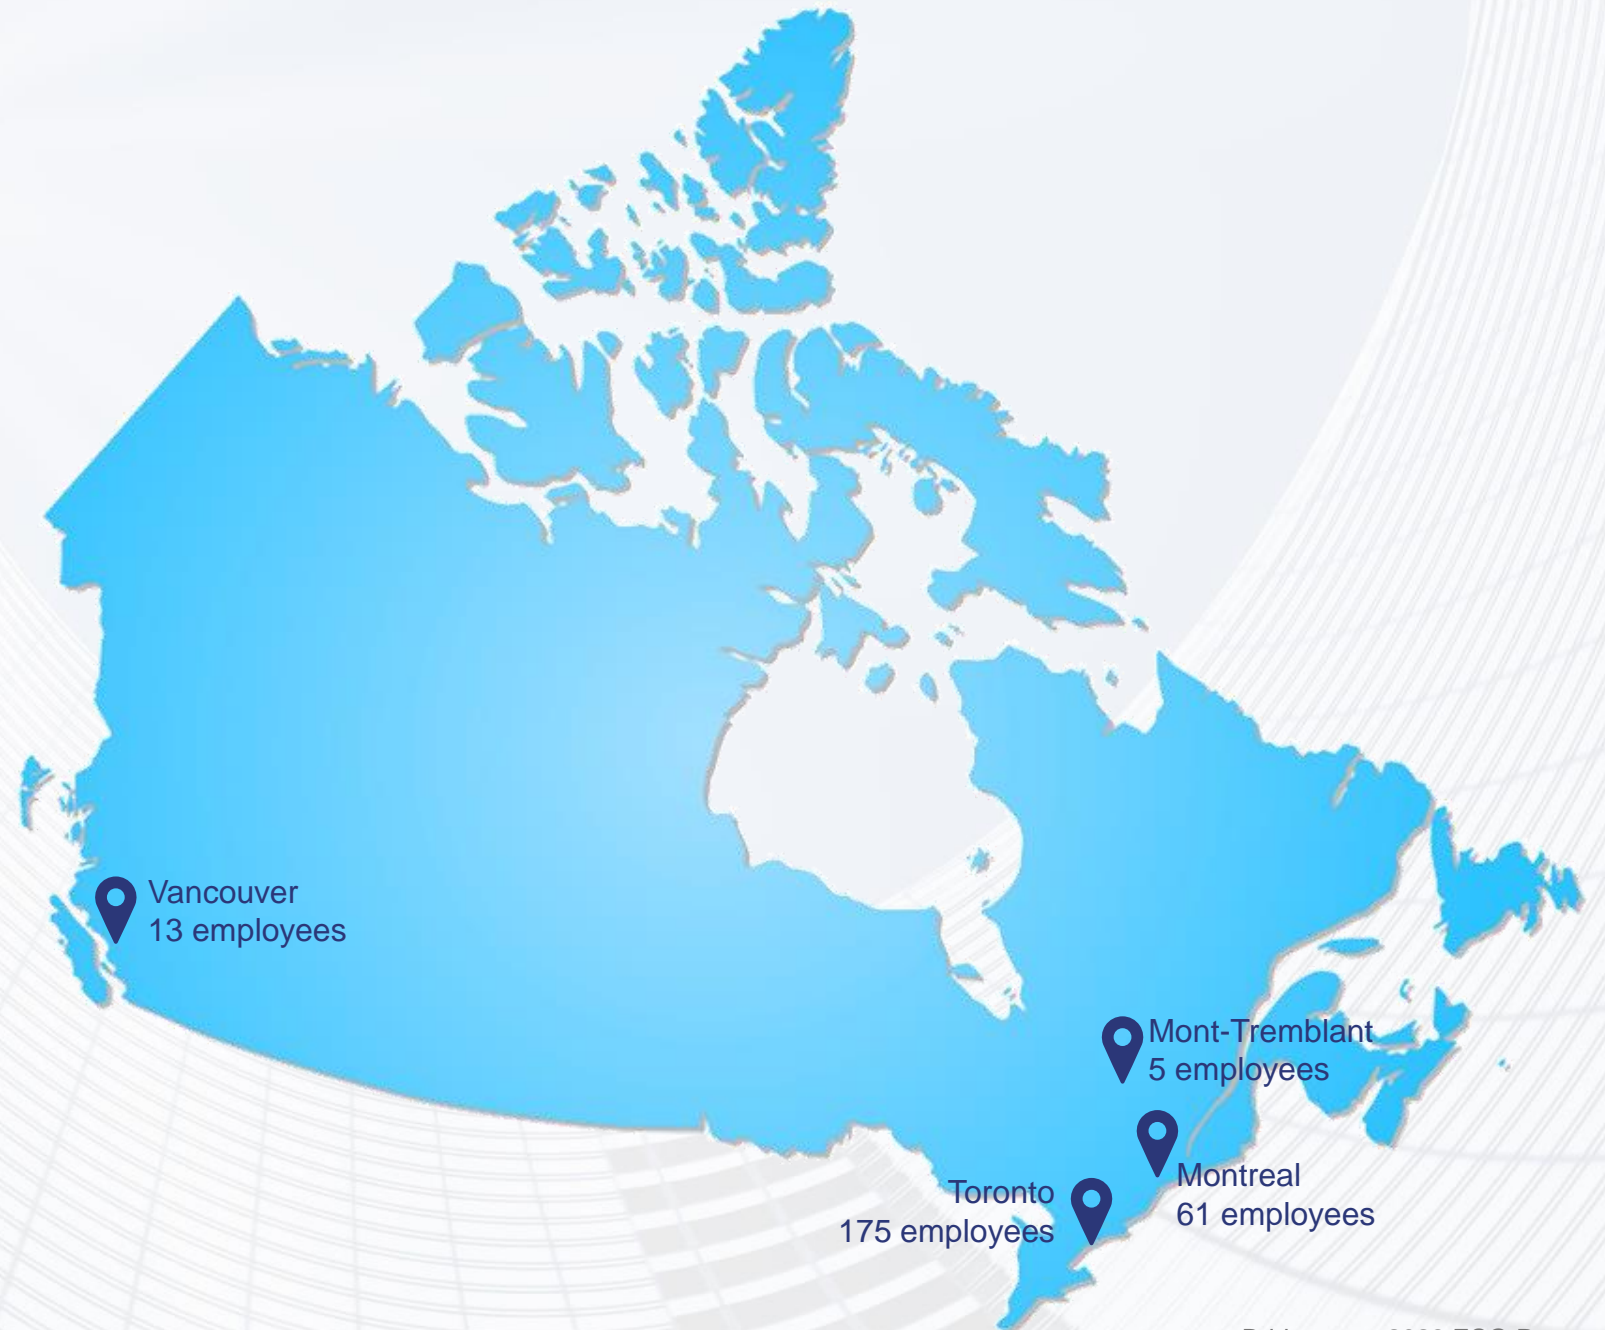 Vancouver
13 employees
Mont-Tremblant
5 employees
Montreal
61 employees
Toronto
175 employees